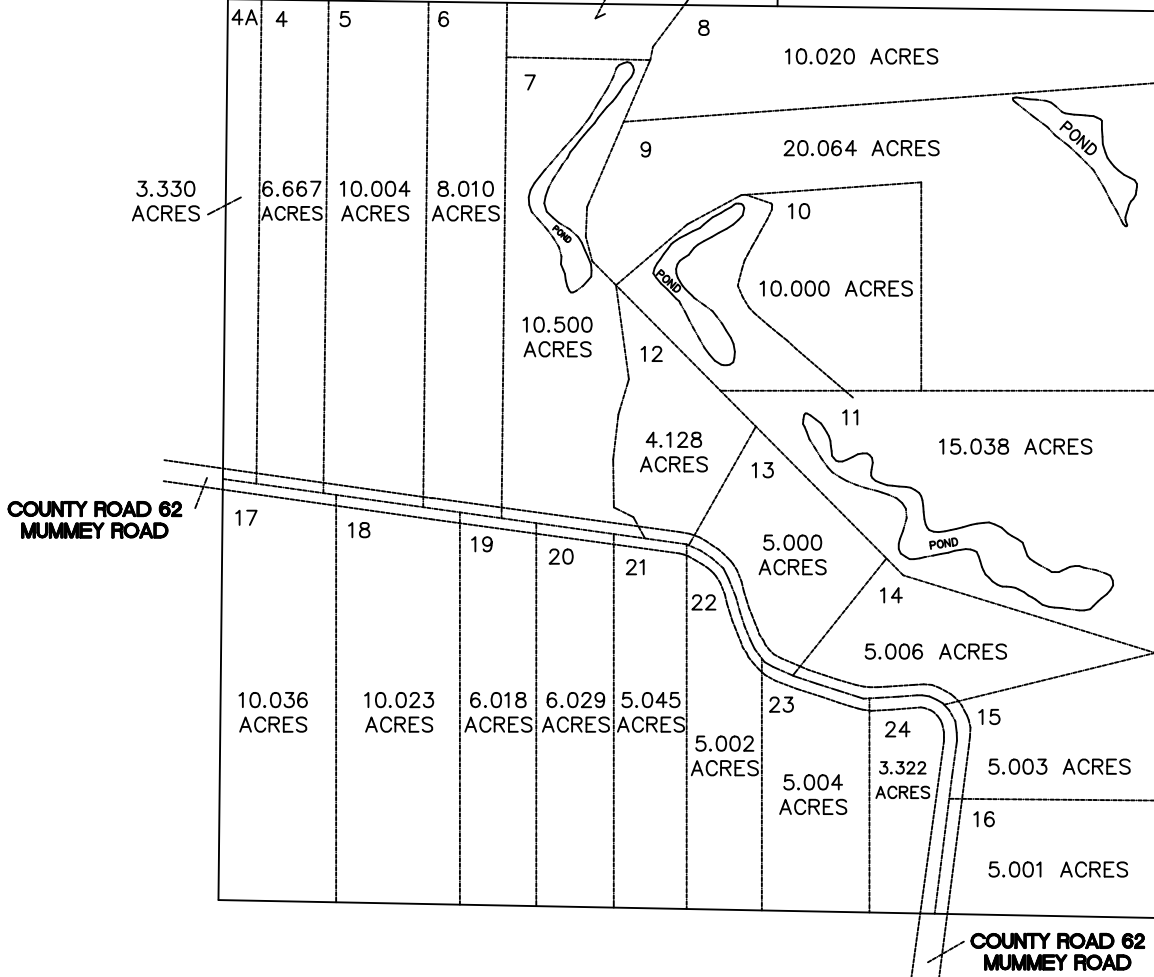 4A 4 5 6 8
10.020 ACRES
7
POND
9 20.064 ACRES
3.330
ACRES
6.667
ACRES
10.004
ACRES
8.010
ACRES
10
POND
POND
10.000 ACRES
10.500
ACRES
12
11
4.128
ACRES
15.038 ACRES
13
COUNTY ROAD 62
MUMMEY ROAD
17 18 19 20 21
5.000
ACRES
POND
22 14
5.006 ACRES
10.036
ACRES
10.023
ACRES
6.018
ACRES
6.029
ACRES
5.045
ACRES
5.002
ACRES
23
5.004
ACRES
24
3.322
ACRES
15
5.003 ACRES
16
5.001 ACRES
COUNTY ROAD 62
MUMMEY ROAD